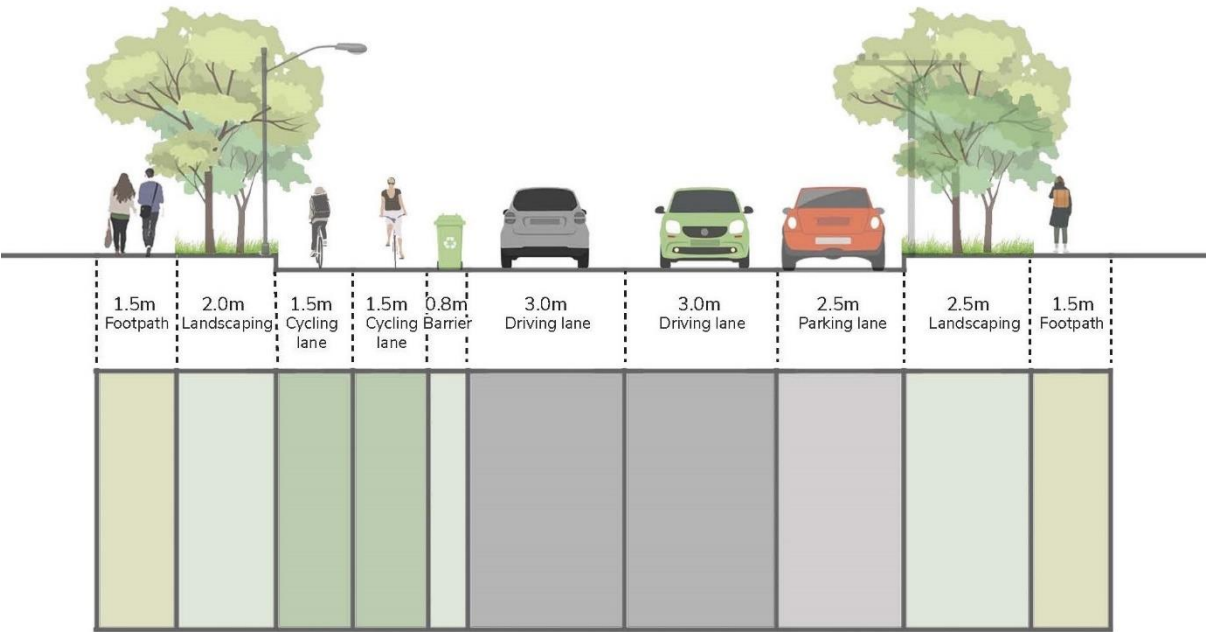 1.5m
Footpath
2.0m
Landscaping
1.5m
Cycling
lane
1.5m
Cycling
lane
0.8m
Barrier
3.0m
Driving lane
3.0m
Driving lane
2.5m
Parking lane
2.5m
Landscaping
1.5m
Footpath